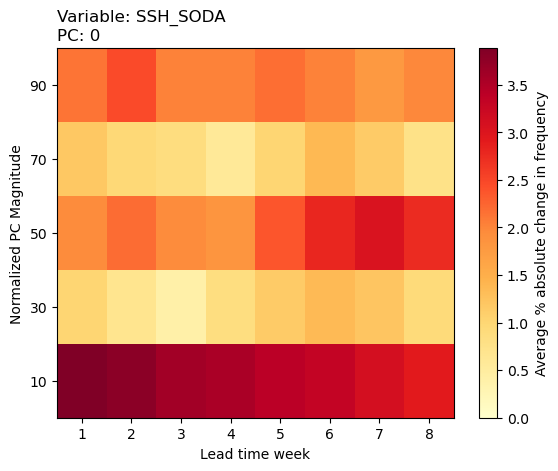 Variable: SSH_SODA
PC: 0
Normalized PC Magnitude
90
70
50
30
10
1 2 3 4 5 6 7 8
Lead time week
3.5
3.0
2.5
2.0
1.5
1.0
0.5
0.0
Average % absolute change in frequency